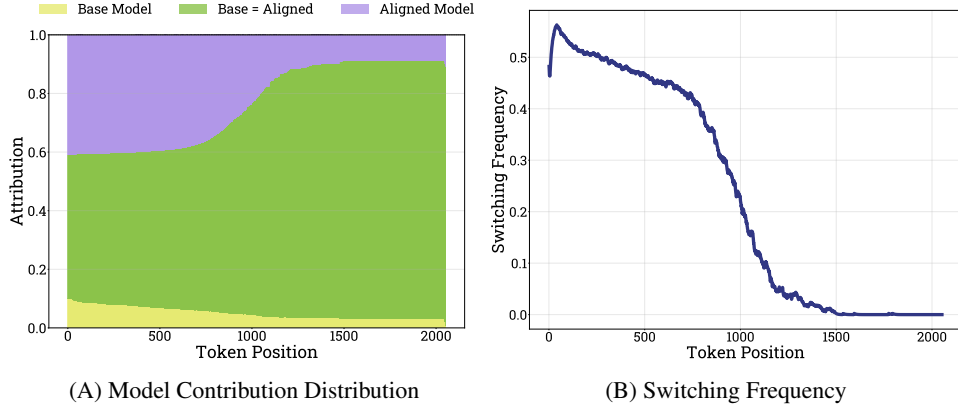 Base Model
Base = Aligned
Aligned Model
1.0
0.8
0.6
0.4
0.2
0.0
Attribution
0
500
1000
1500
2000
Token Position
(A) Model Contribution Distribution
0.5
0.4
0.3
0.2
0.1
0.0
Switching Frequency
0
500
1000
1500
2000
Token Position
(B) Switching Frequency